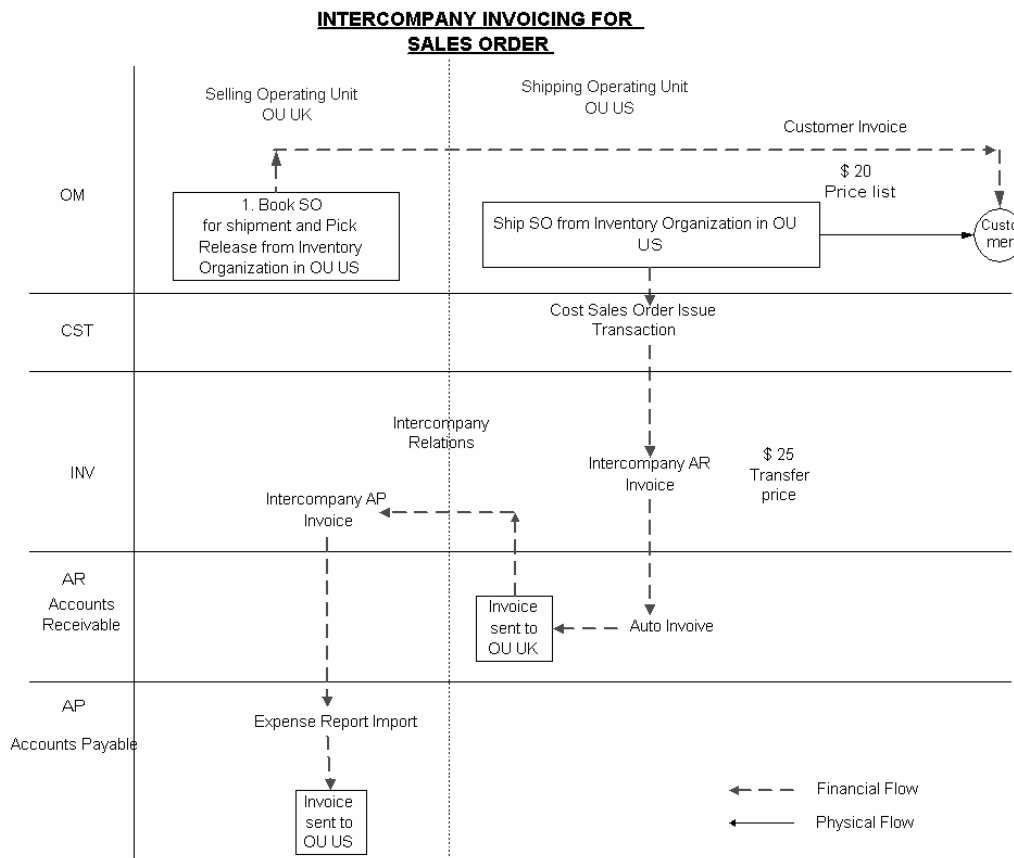 INTERCOMPANY INVOICING FOR
SALES ORDER
Selling Operating Unit
OU UK
Shipping Operating Unit
OU US
Customer Invoice
OM
$ 20
Price list
1. Book SO
for shipment and Pick
Release from Inventory
Organization in OU US
Ship SO from Inventory Organization in OU
US
Custo
mer
CST
Cost Sales Order Issue
Transaction
INV
Intercompany
Relations
Intercompany AR
Invoice
$ 25
Transfer
price
Intercompany AP
Invoice
AR
Accounts
Receivable
Invoice
sent to
OU UK
Auto Invoive
AP
Accounts Payable
Expense Report Import
Invoice
sent to
OU US
Financial Flow
Physical Flow